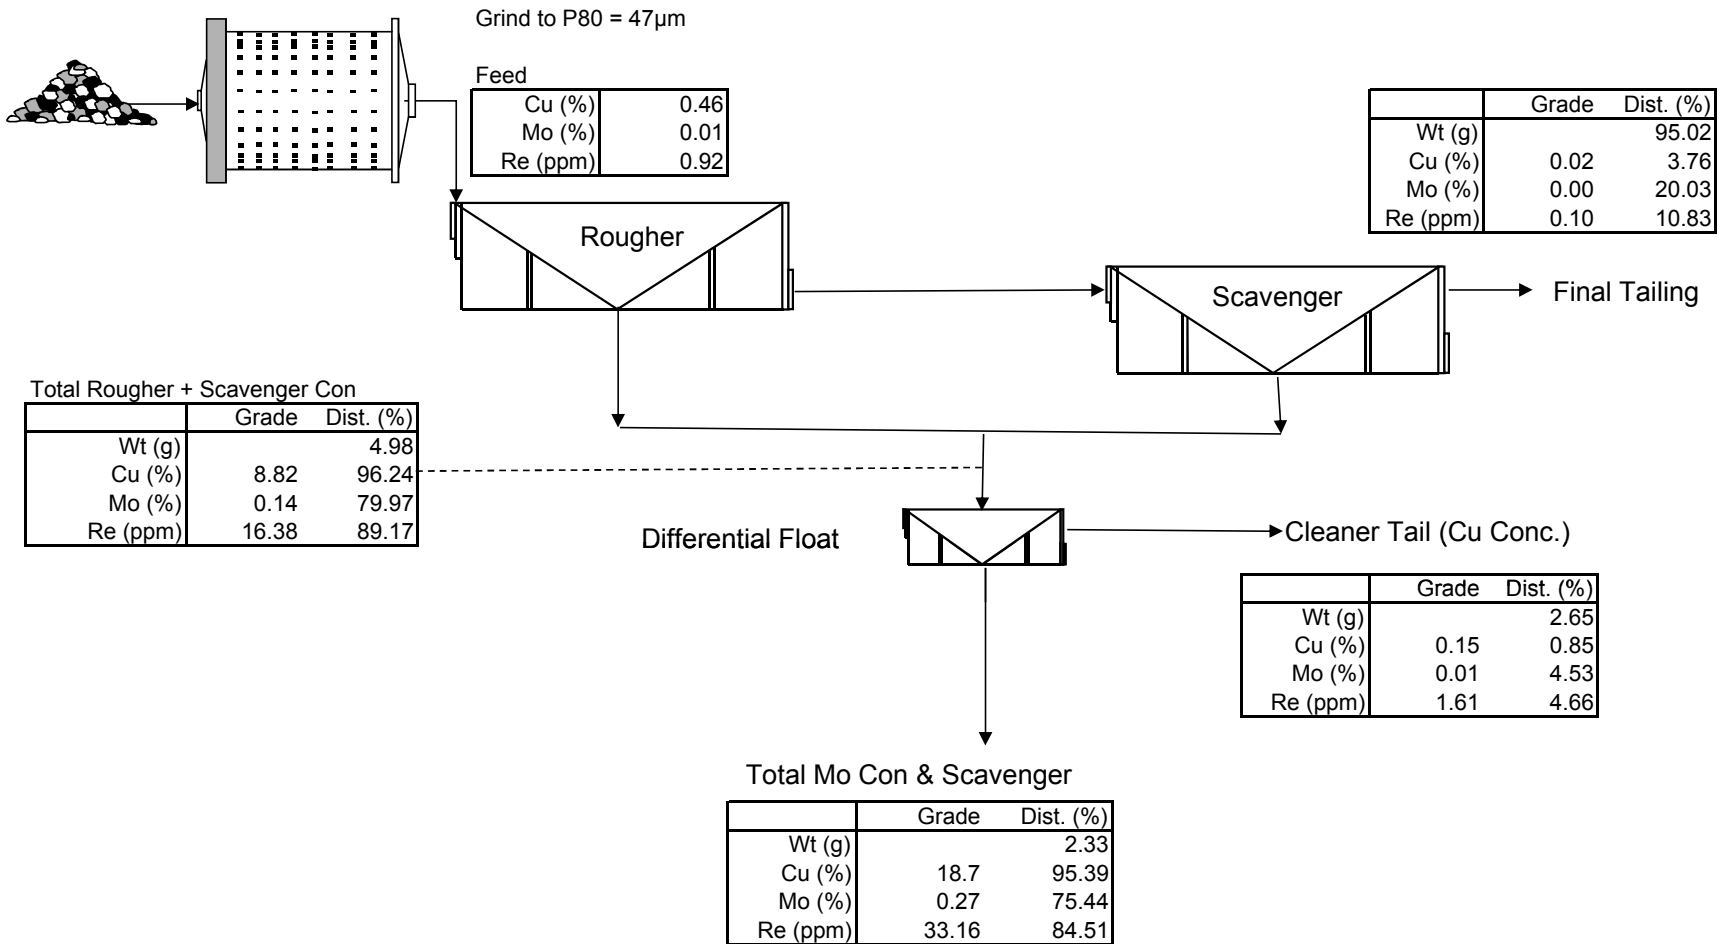 Grind to P80 = 47µm
Feed
Cu (%) 0.46
Mo (%) 0.01
Re (ppm) 0.92
Grade Dist. (%)
Wt (g) 95.02
Cu (%) 0.02 3.76
Mo (%) 0.00 20.03
Re (ppm) 0.10 10.83
Rougher
Scavenger
Final Tailing
Total Rougher + Scavenger Con
Grade Dist. (%)
Wt (g) 4.98
Cu (%) 8.82 96.24
Mo (%) 0.14 79.97
Re (ppm) 16.38 89.17
Differential Float
Cleaner Tail (Cu Conc.)
Grade Dist. (%)
Wt (g) 2.65
Cu (%) 0.15 0.85
Mo (%) 0.01 4.53
Re (ppm) 1.61 4.66
Total Mo Con & Scavenger
Grade Dist. (%)
Wt (g) 2.33
Cu (%) 18.7 95.39
Mo (%) 0.27 75.44
Re (ppm) 33.16 84.51